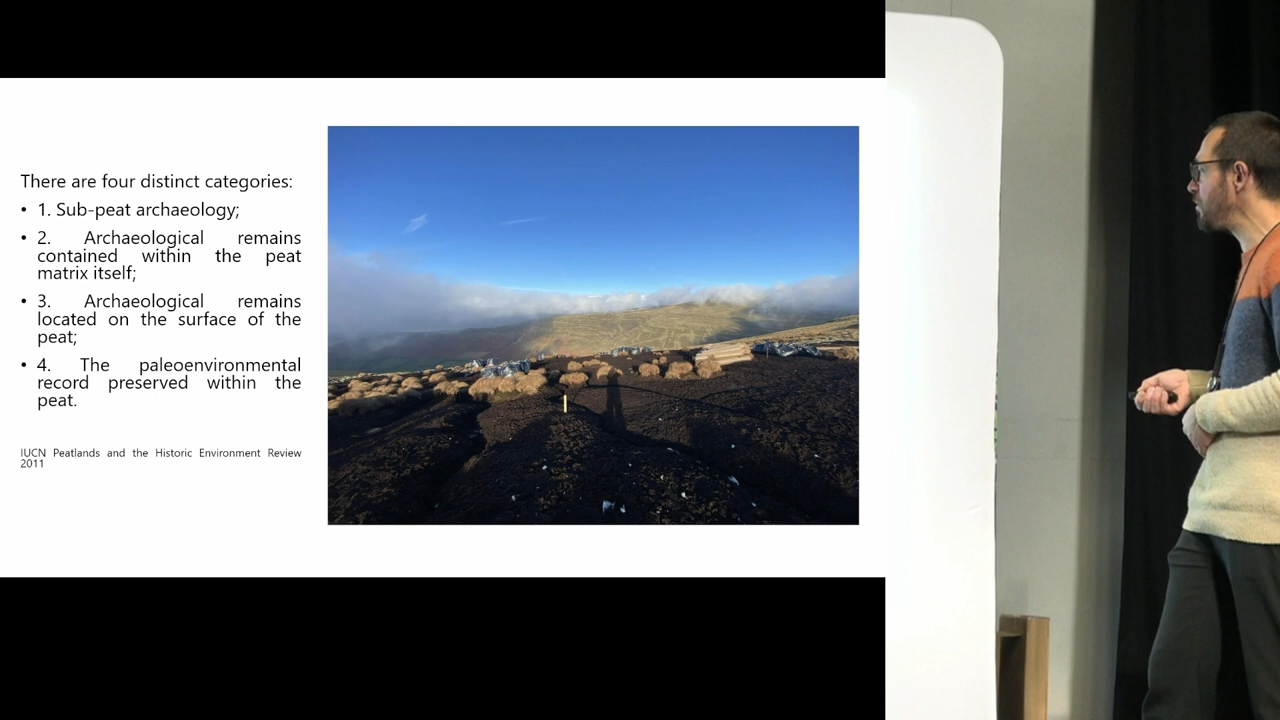 There are four distinct categories:
• 1. Sub-peat archaeology;
• 2. Archaeological remains
contained within the peat
matrix itself;
• 3. Archaeological remains
located on the surface of the
peat;
• 4. The paleoenvironmental
record preserved within the
peat.
IUCN Peatlands and the Historic Environment Review
2011